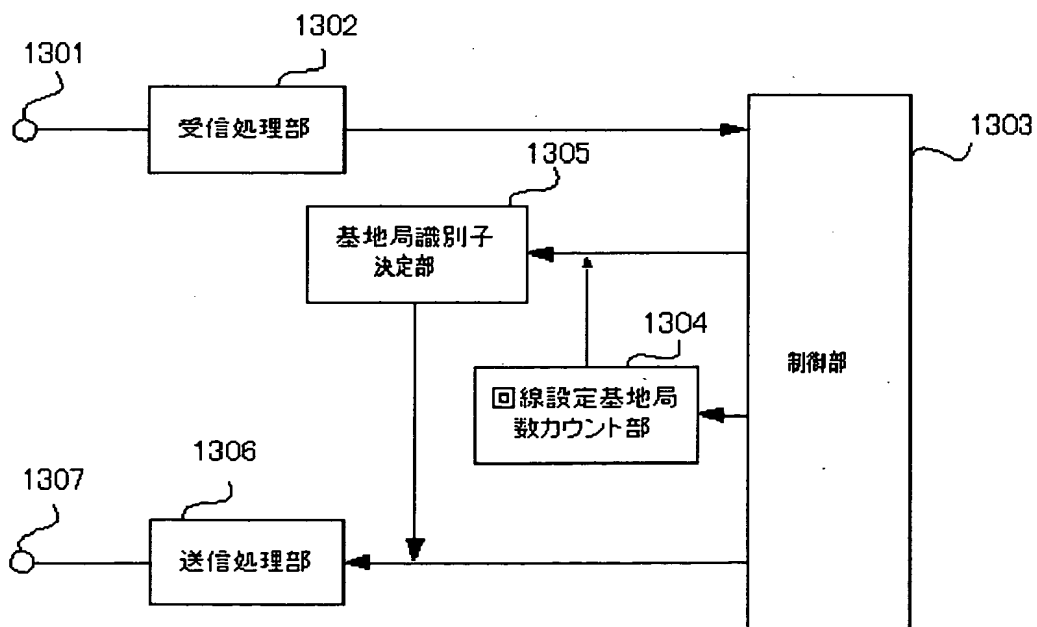 1302
1301
受信処理部
1303
1305
基地局識別子
決定部
1304
制御部
回線設定基地局
数カウント部
1306
1307
送信処理部